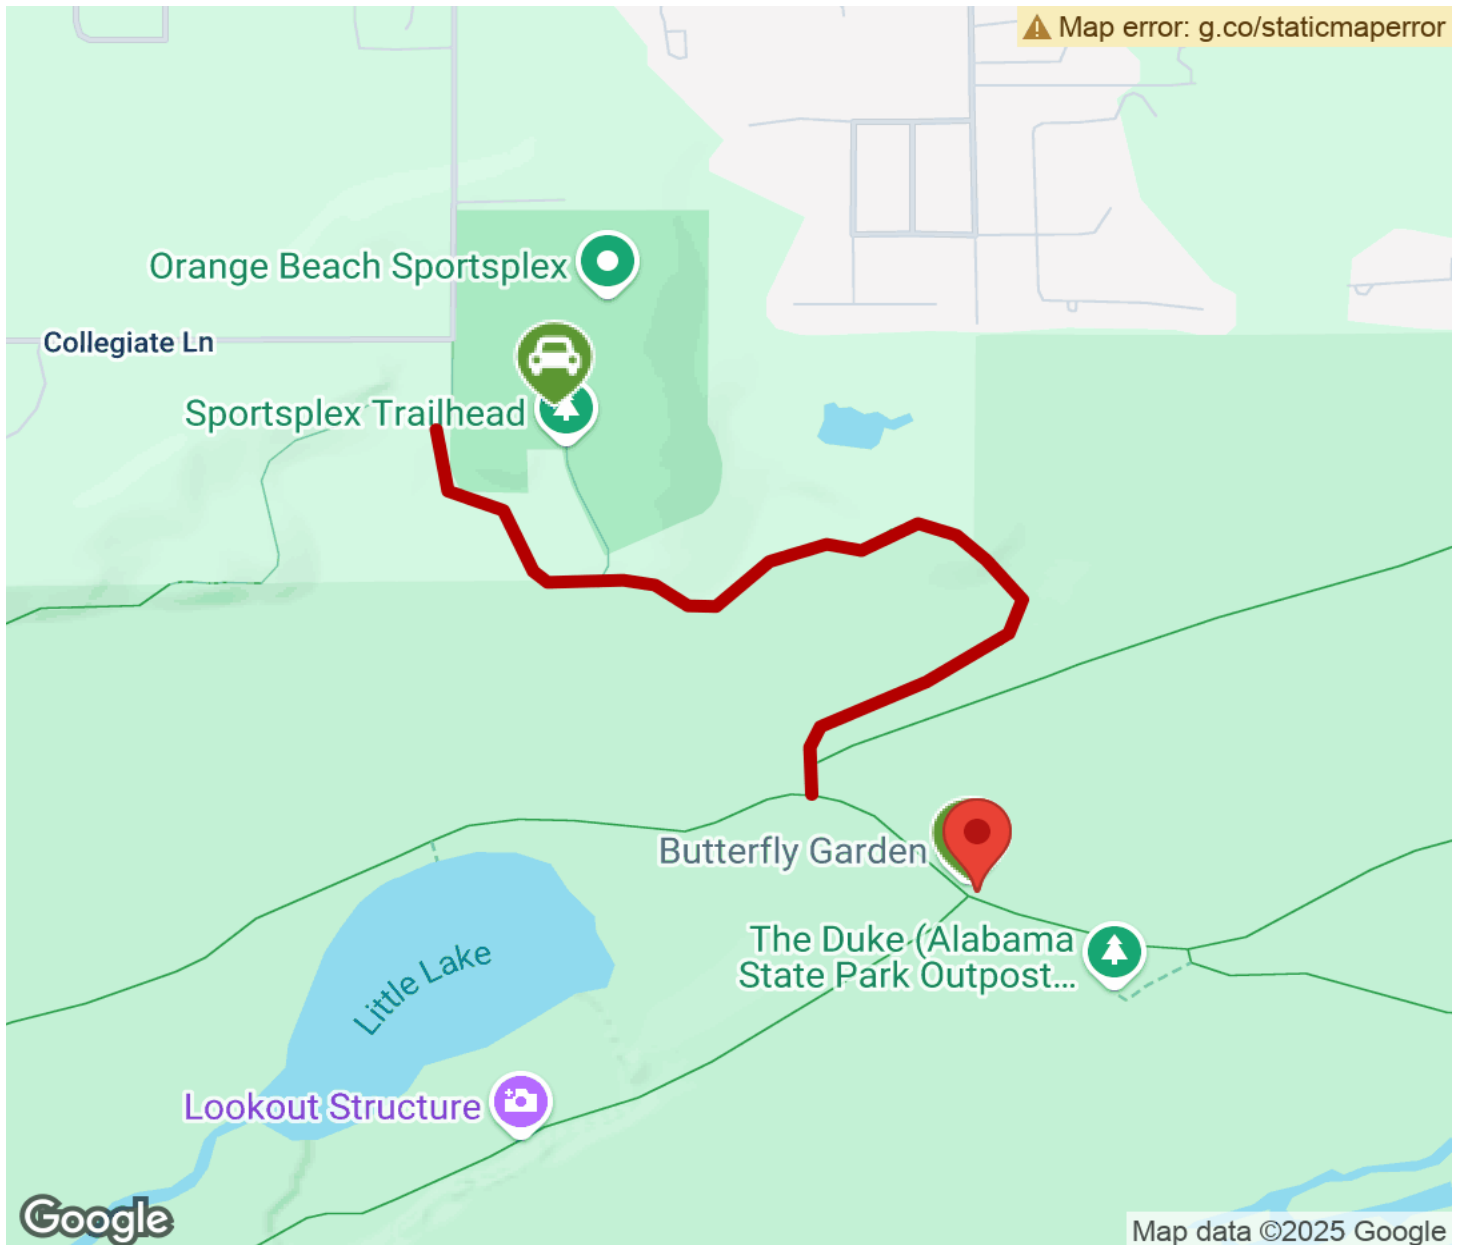 Map error: g.co/staticmaperror
Orange Beach Sportsplex
Collegiate Ln
Sportsplex Trailhead
Butterfly Garden
The Duke (Alabama
State Park Outpost...
Little Lake
Lookout Structure
Google
Map data ©2025 Google